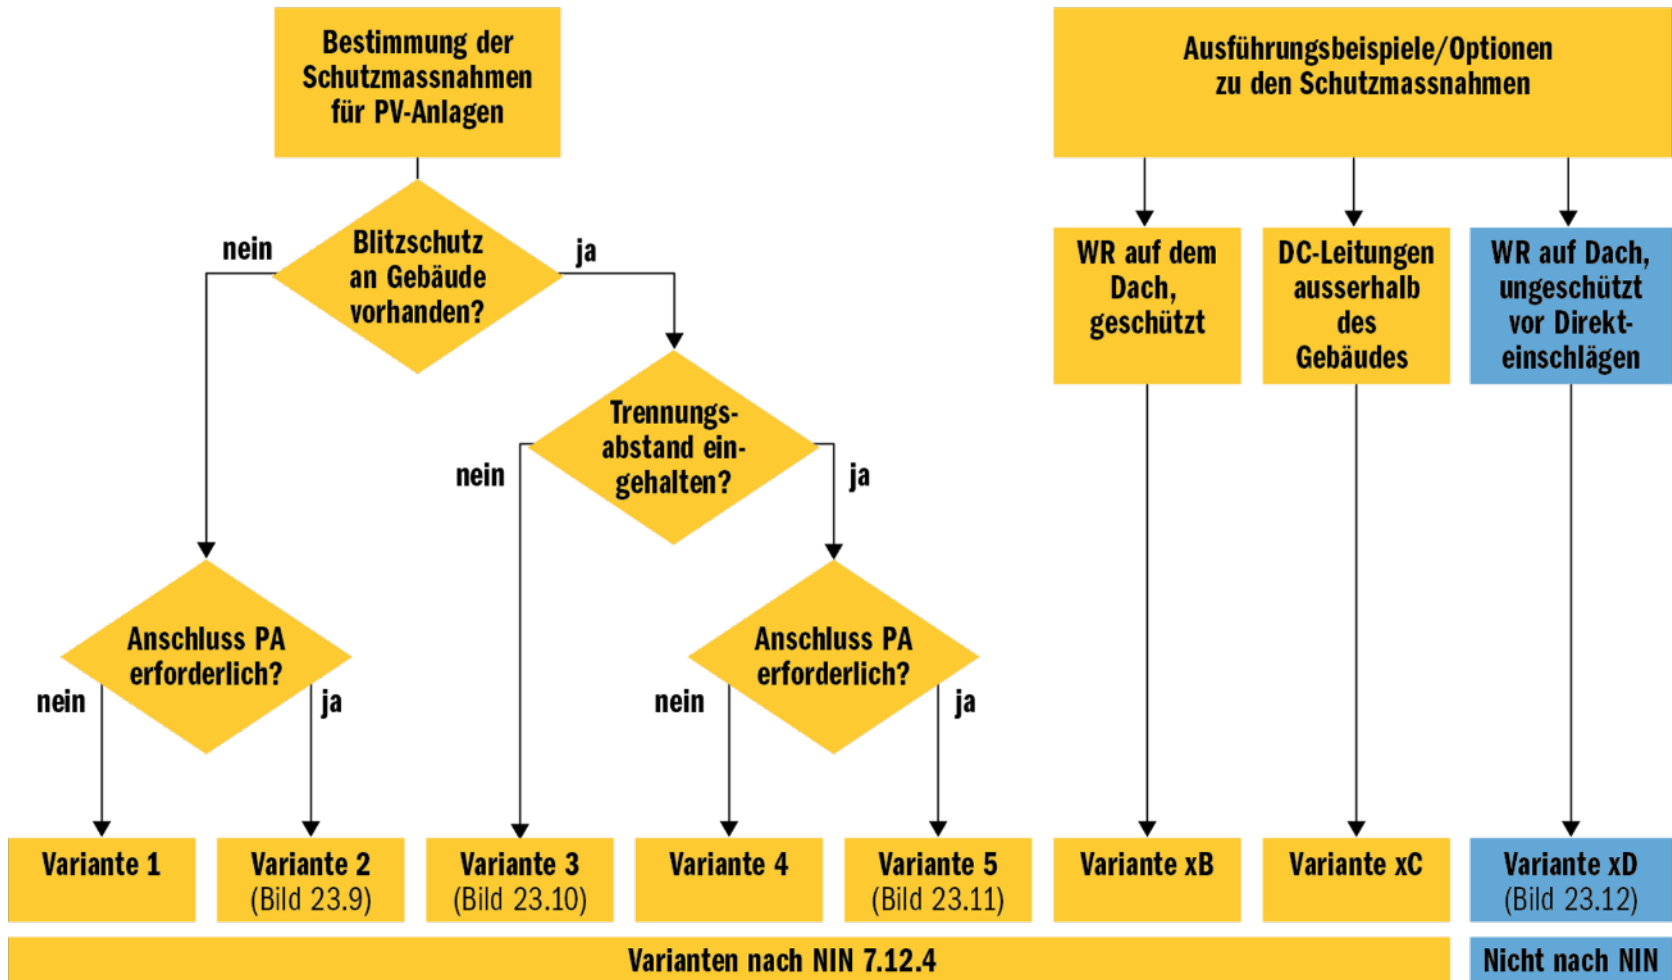 Bestimmung der
Schutzmassnahmen
für PV-Anlagen
Ausführungsbeispiele/Optionen
zu den Schutzmassnahmen
nein
Blitzschutz
an Gebäude
vorhanden?
ja
WR auf dem
Dach,
geschützt
DC-Leitungen
ausserhalb
des
Gebäudes
WR auf Dach,
ungeschützt
vor Direkt-
einschlägen
nein
Trennungs-
abstand ein-
gehalten?
ja
Anschluss PA
erforderlich?
nein
ja
Anschluss PA
erforderlich?
nein
ja
Variante 1
Variante 2
(Bild 23.9)
Variante 3
(Bild 23.10)
Variante 4
Variante 5
(Bild 23.11)
Variante xB
Variante xC
Variante xD
(Bild 23.12)
Varianten nach NIN 7.12.4
Nicht nach NIN